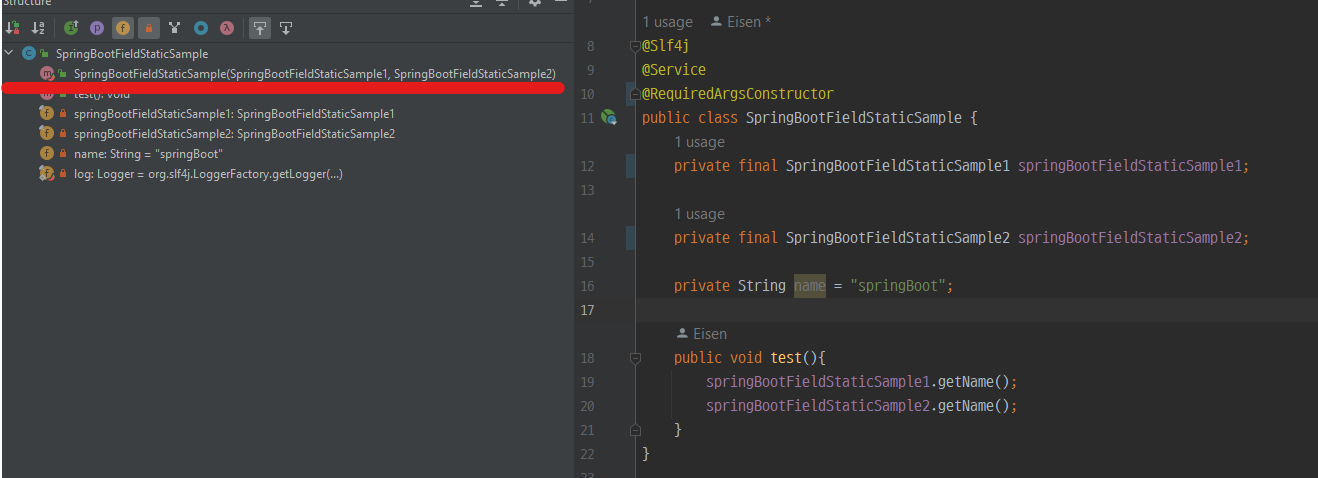 Structure
SpringBootFieldStaticSample
SpringBootFieldStaticSample(SpringBootFieldStaticSample1, SpringBootFieldStaticSample2)
test(): void
springBootFieldStaticSample1: SpringBootFieldStaticSample1
springBootFieldStaticSample2: SpringBootFieldStaticSample2
name: String = "springBoot"
log: Logger = org.slf4j.LoggerFactory.getLogger(...)
1 usage Eisen *
8 @Slf4j
9 @Service
10 @RequiredArgsConstructor
11 public class SpringBootFieldStaticSample {
1 usage
12 private final SpringBootFieldStaticSample1 springBootFieldStaticSample1;
13
1 usage
14 private final SpringBootFieldStaticSample2 springBootFieldStaticSample2;
15
16 private String name = "springBoot";
17
Eisen
18 public void test(){
19 springBootFieldStaticSample1.getName();
20 springBootFieldStaticSample2.getName();
21 }
22 }